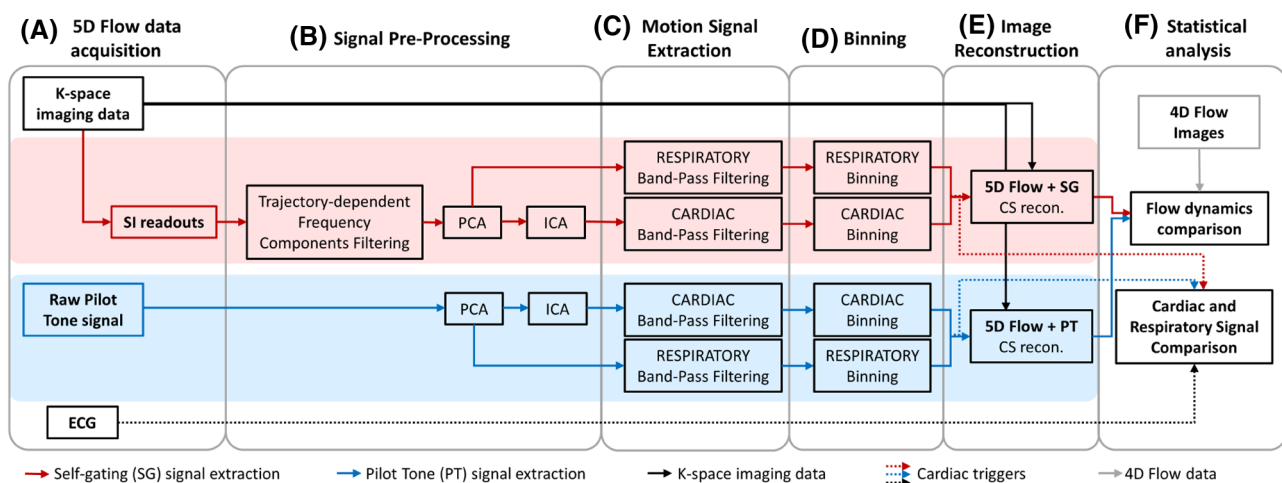 (A) 5D Flow data
acquisition
(B) Signal Pre-Processing
(C) Motion Signal
Extraction
(D) Binning
(E) Image
Reconstruction
(F) Statistical
analysis
K-space
imaging data
4D Flow
Images
RESPIRATORY
Band-Pass Filtering
RESPIRATORY
Binning
SI readouts
Trajectory-dependent
Frequency
Components Filtering
PCA
ICA
CARDIAC
Band-Pass Filtering
CARDIAC
Binning
5D Flow + SG
CS recon.
Flow dynamics
comparison
Raw Pilot
Tone signal
PCA
ICA
CARDIAC
Band-Pass Filtering
CARDIAC
Binning
RESPIRATORY
Band-Pass Filtering
RESPIRATORY
Binning
5D Flow + PT
CS recon.
Cardiac and
Respiratory Signal
Comparison
ECG
Self-gating (SG) signal extraction
Pilot Tone (PT) signal extraction
K-space imaging data
Cardiac triggers
4D Flow data